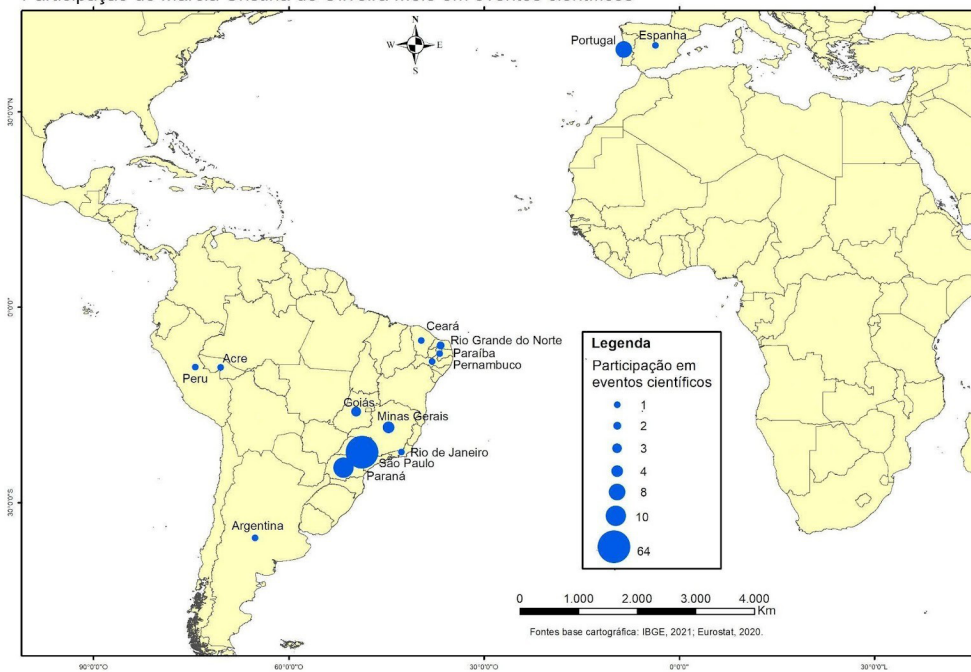 N
W E
S
Portugal
Espanha
30°0'0"N
0°0'0"
30°0'0"S
Ceará
Rio Grande do Norte
Paraíba
Pernambuco
Acre
Peru
Goiás
Minas Gerais
Rio de Janeiro
São Paulo
Paraná
Argentina
Legenda
Participação em
eventos científicos
1
2
3
4
8
10
64
0 1.000 2.000 3.000 4.000
Km
Fontes base cartográfica: IBGE, 2021; Eurostat, 2020.
90°0'0"O 60°0'0"O 30°0'0"O 0°0'0" 30°0'0"L